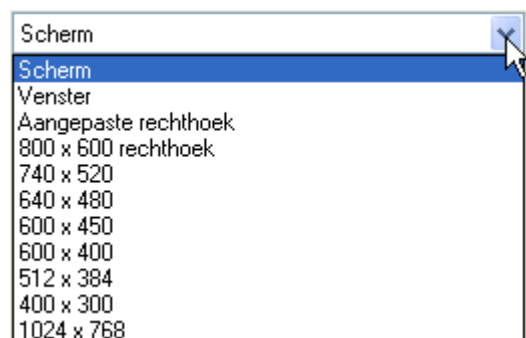 Scherm
Scherm
Venster
Aangepaste rechthoek
800 x 600 rechthoek
740 x 520
640 x 480
600 x 450
600 x 400
512 x 384
400 x 300
1024 x 768